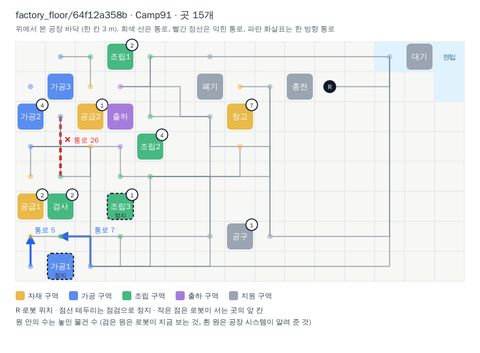 factory_floor/64f12a358b · Camp91 · 곳 15개
위에서 본 공장 바닥 (한 칸 3 m). 회색 선은 통로, 빨간 점선은 막힌 통로, 파란 화살표는 한 방향 통로
조립1 2
대기 진입
가공3 폐기 충전 R
가공2 4 공급2 1 출하 창고 7
✕ 통로 26
조립2 4
공급1 2 검사 2 조립3 1
정지
통로 5 통로 7
공구 1
가공1
정지
자재 구역 가공 구역 조립 구역 출하 구역 지원 구역
R 로봇 위치 · 점선 테두리는 점검으로 정지 · 작은 점은 로봇이 서는 곳의 앞 칸
원 안의 수는 놓인 물건 수 (검은 원은 로봇이 지금 보는 것, 흰 원은 공장 시스템이 알려 준 것)